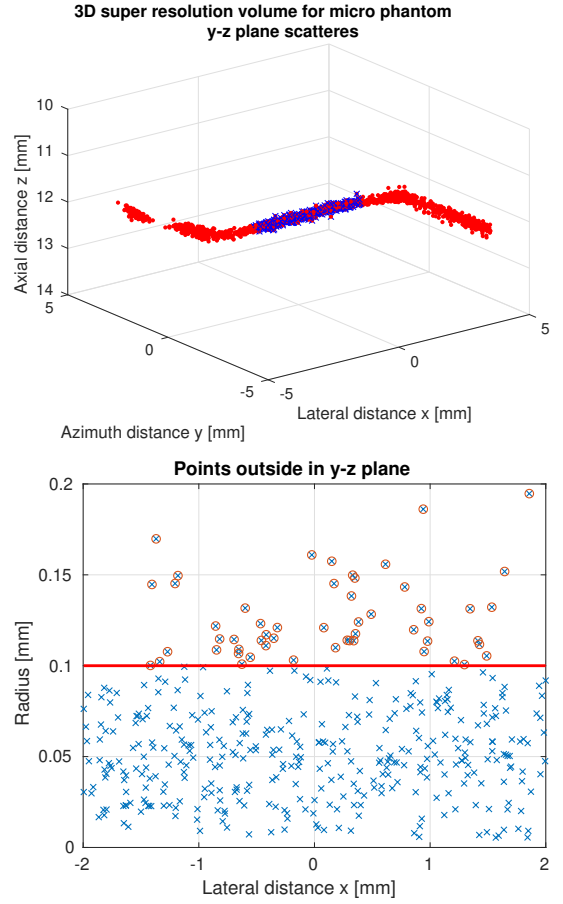 3D super resolution volume for micro phantom
y-z plane scatteres
10
11
12
13
14
Axial distance z [mm]
5
0
-5
Azimuth distance y [mm]
-5
0
5
Lateral distance x [mm]
Points outside in y-z plane
0.2
0.15
0.1
0.05
0
Radius [mm]
-2
-1
0
1
2
Lateral distance x [mm]